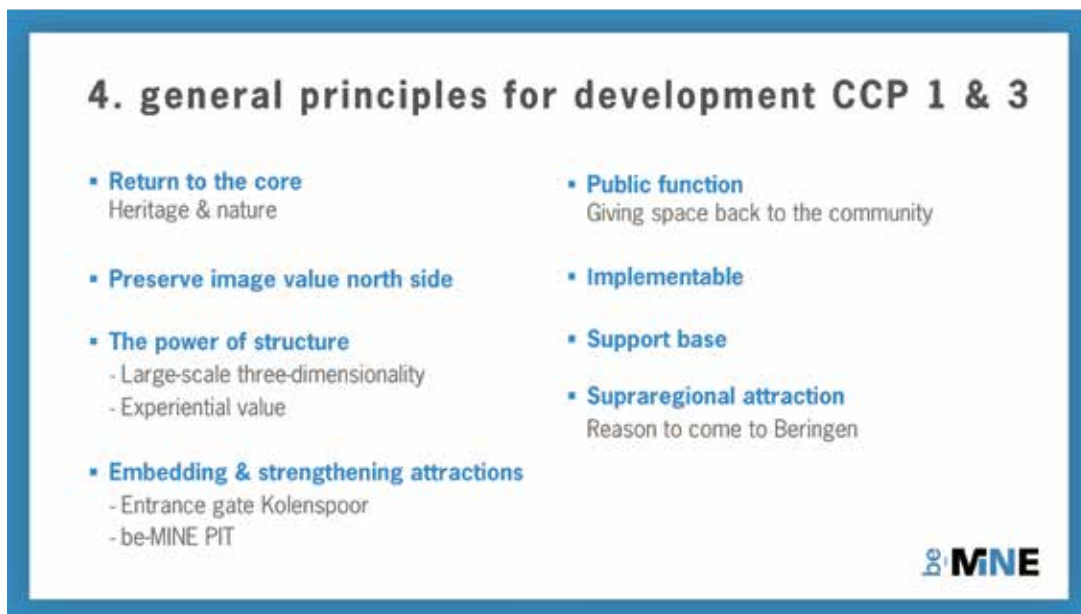 4. general principles for development CCP 1 & 3
▪ Return to the core
Heritage & nature
▪ Preserve image value north side
▪ The power of structure
- Large-scale three-dimensionality
- Experiential value
▪ Embedding & strengthening attractions
- Entrance gate Kolenspoor
- be-MINE PIT
▪ Public function
Giving space back to the community
▪ Implementable
▪ Support base
▪ Supraregional attraction
Reason to come to Beringen
be-MINE